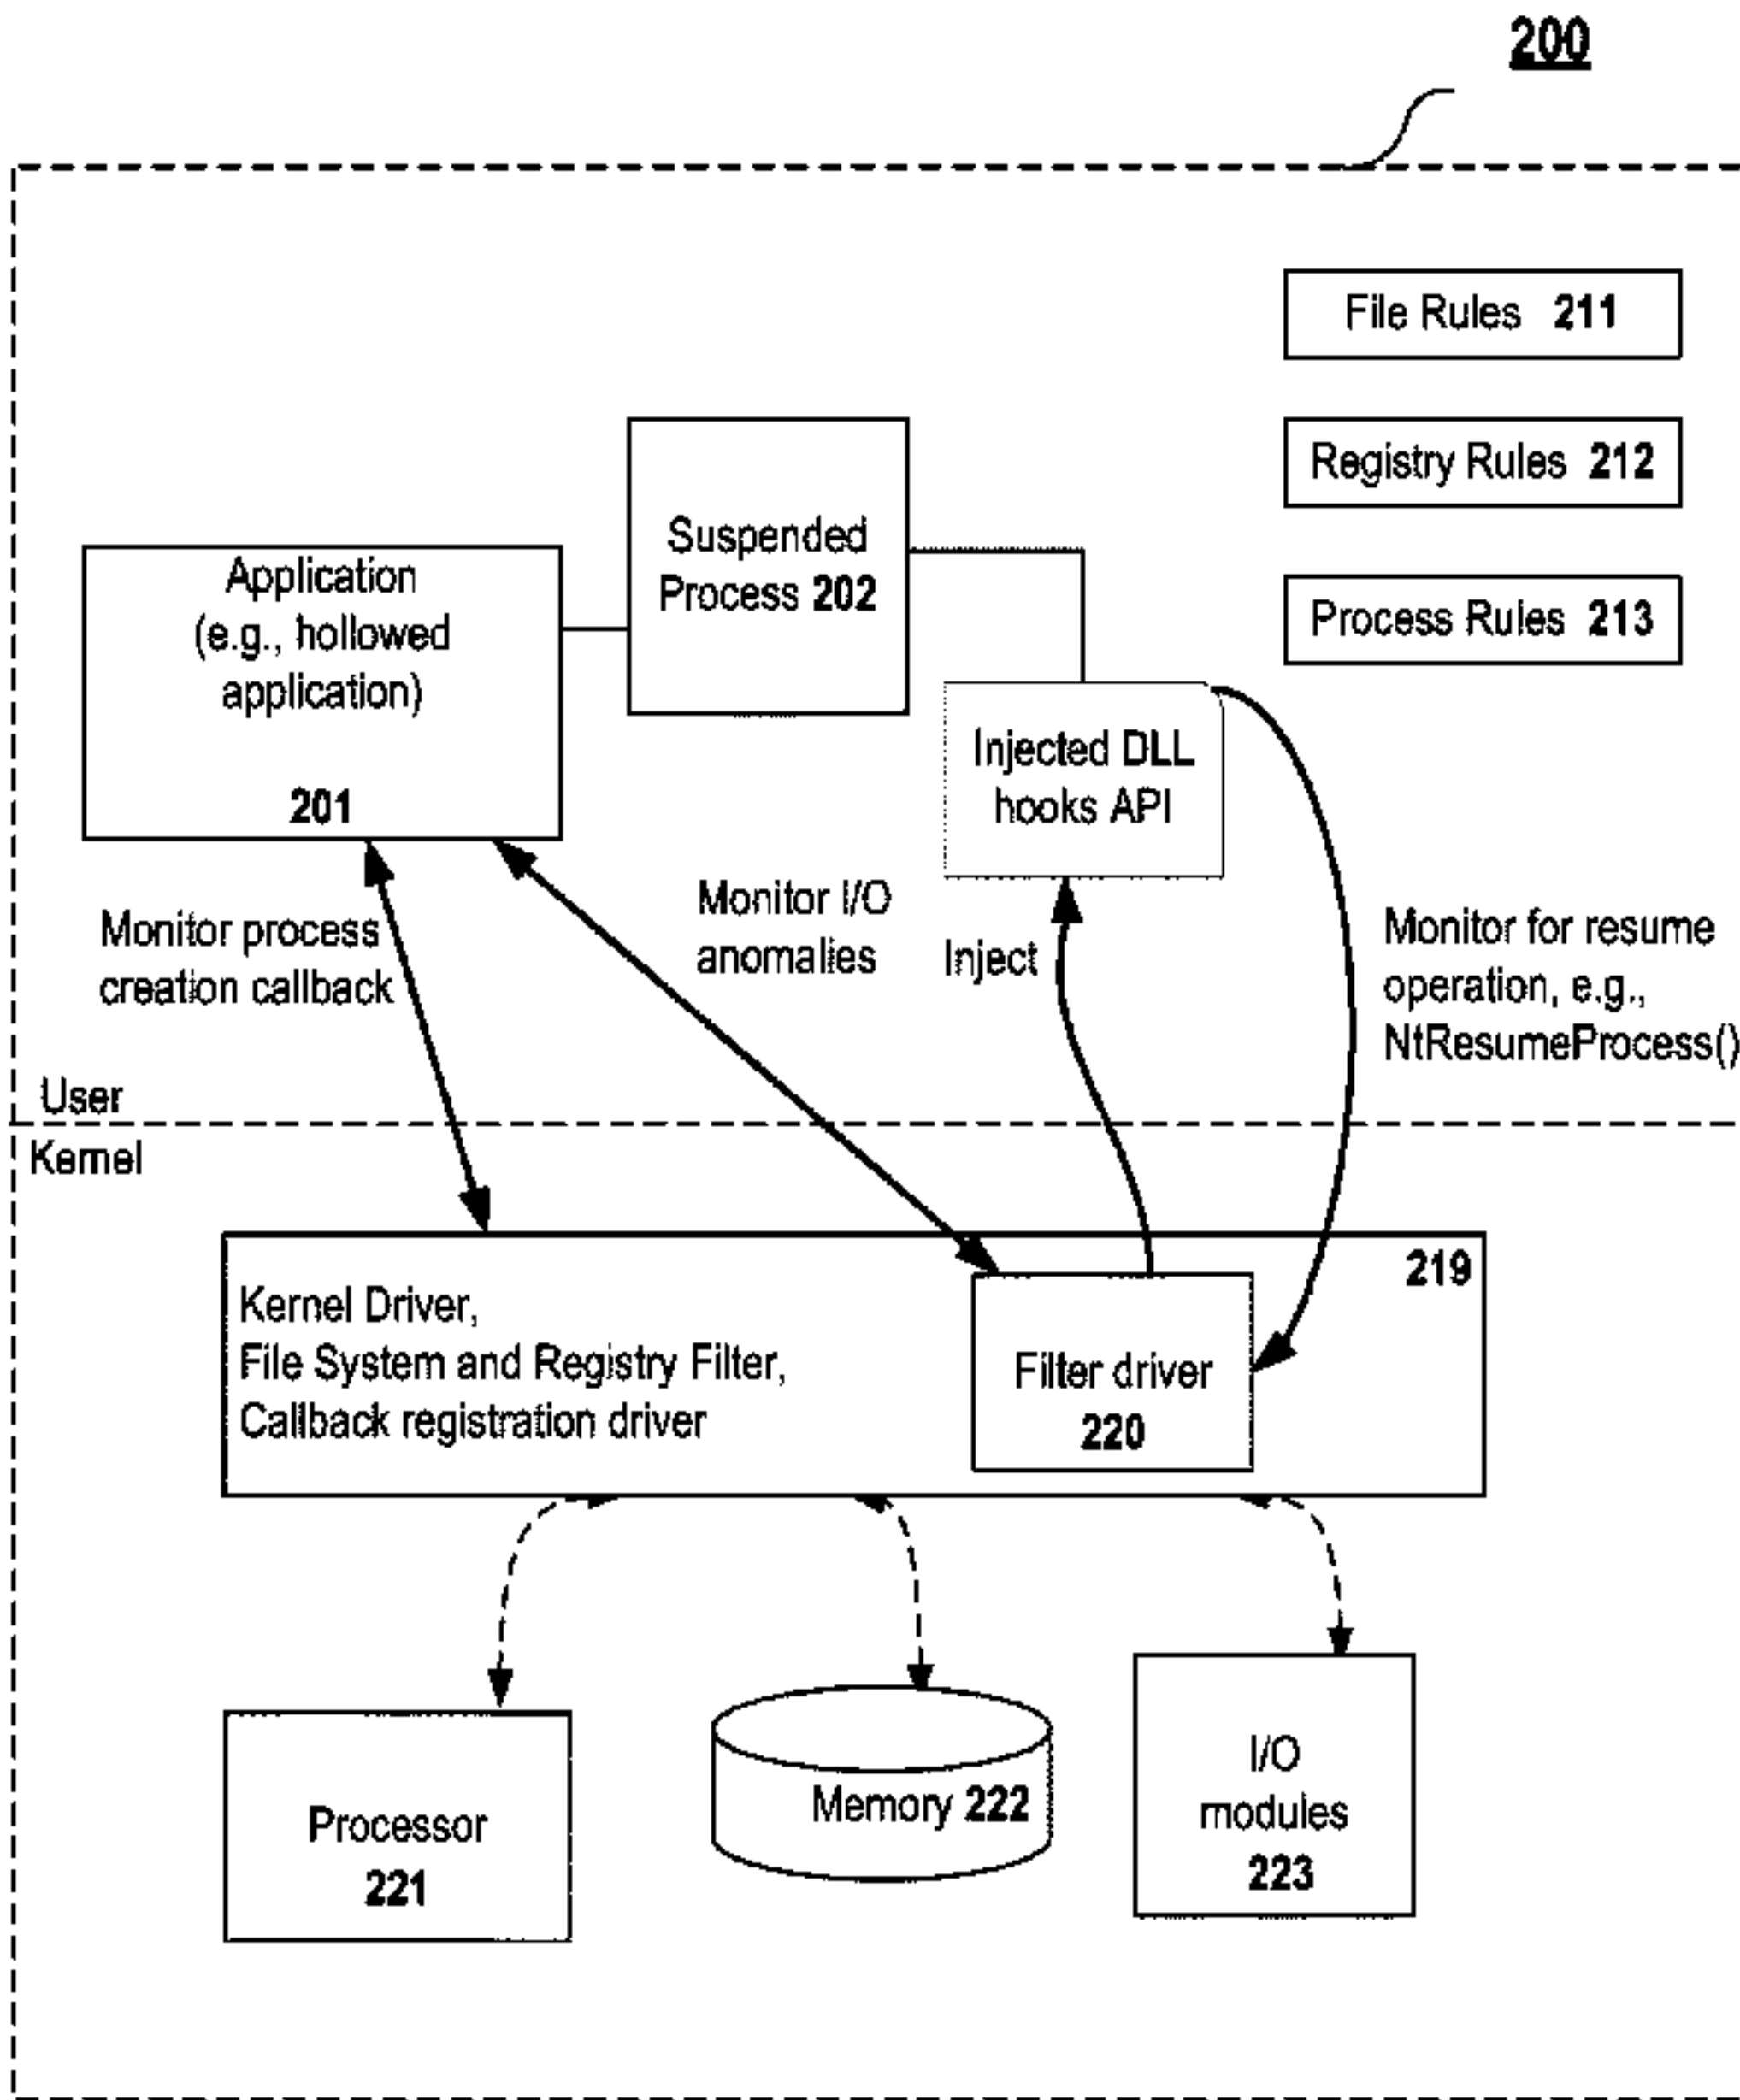 200
File Rules 211
Registry Rules 212
Process Rules 213
Suspended
Process 202
Application
(e.g., hollowed
application)
201
Injected DLL
hooks API
Monitor process
creation callback
Monitor I/O
anomalies
Inject
Monitor for resume
operation, e.g.,
NtResumeProcess()
User
Kernel
219
Kernel Driver,
File System and Registry Filter,
Callback registration driver
Filter driver
220
Processor
221
Memory 222
I/O
modules
223